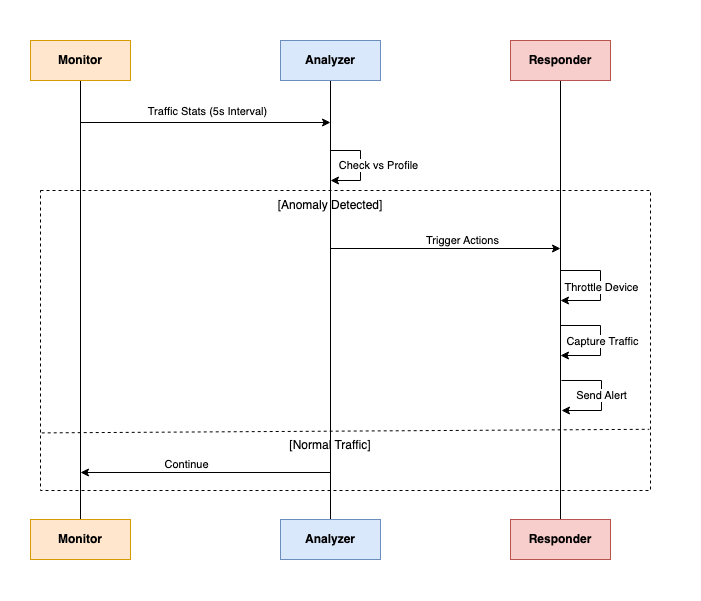 Monitor
Analyzer
Responder
Traffic Stats (5s Interval)
Check vs Profile
[Anomaly Detected]
Trigger Actions
Throttle Device
Capture Traffic
Send Alert
[Normal Traffic]
Continue
Monitor
Analyzer
Responder